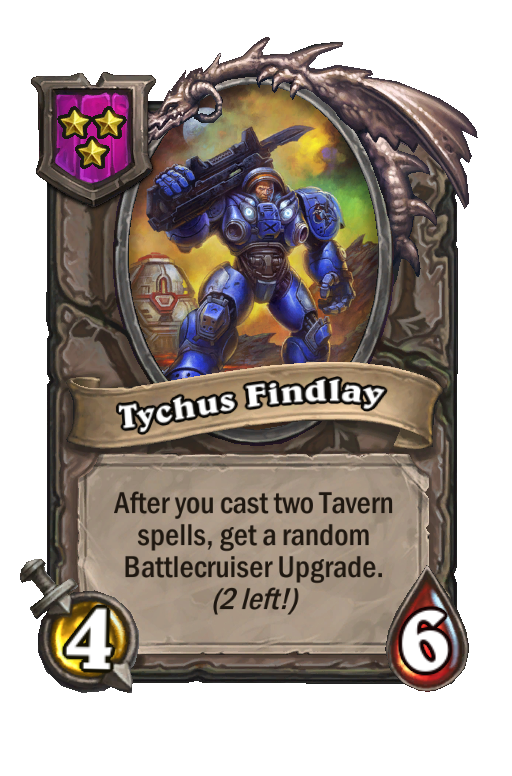 Tychus Findlay
After you cast two Tavern
spells, get a random
Battlecruiser Upgrade.
(2 left!)
4
6